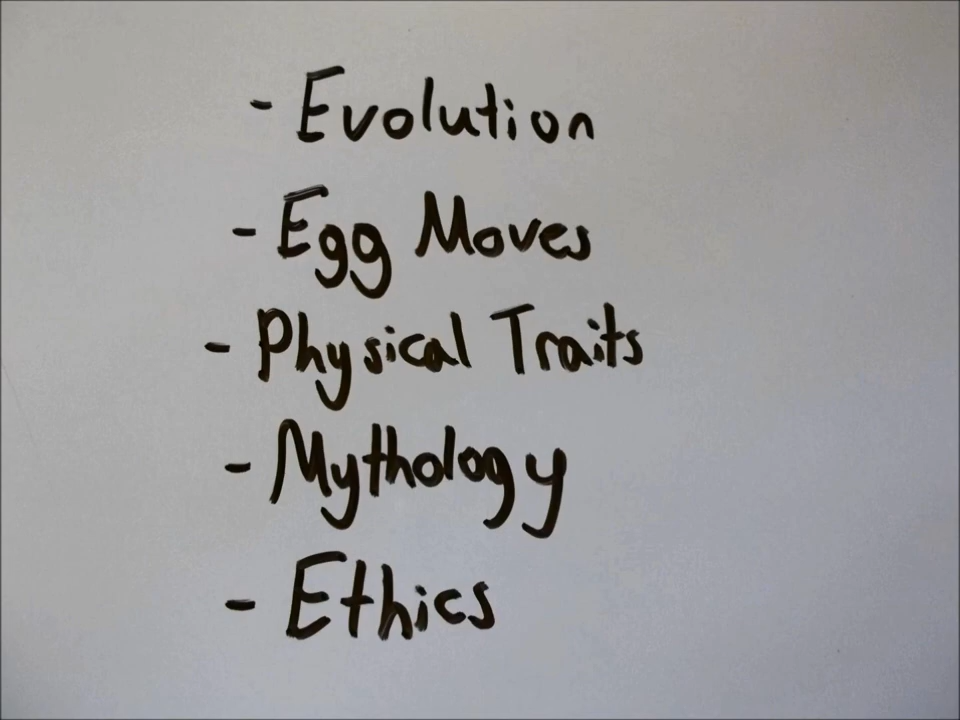 - Evolution
- Egg Moves
- Physical Traits
- Mythology
- Ethics